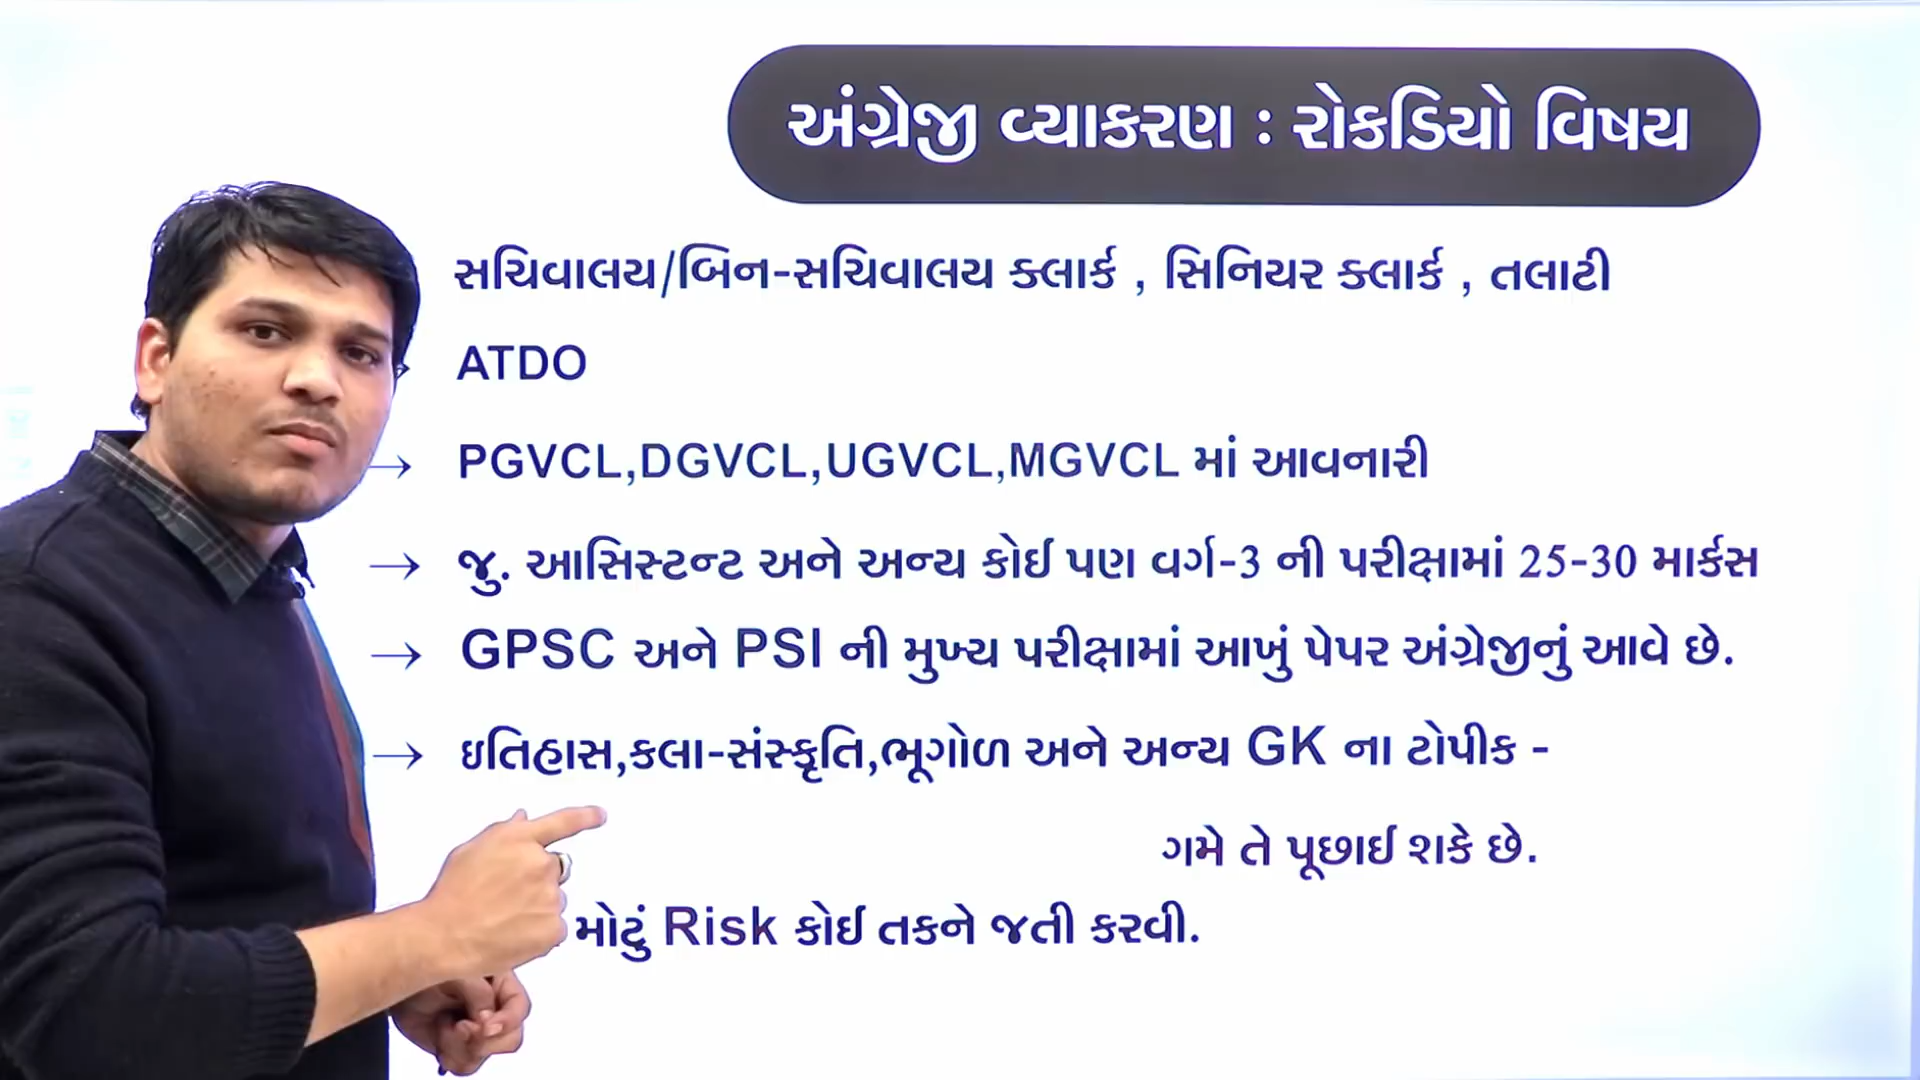 અંગ્રેજી વ્યાકરણ : રોકડિયો વિષય
સચિવાલય/બિન-સચિવાલય ક્લાર્ક , સિનિયર ક્લાર્ક , તલાટી
ATDO
→ PGVCL,DGVCL,UGVCL,MGVCL માં આવનારી
→ જુ. આસિસ્ટન્ટ અને અન્ય કોઈ પણ વર્ગ-3 ની પરીક્ષામાં 25-30 માર્કસ
→ GPSC અને PSI ની મુખ્ય પરીક્ષામાં આખું પેપર અંગ્રેજીનું આવે છે.
→ ઇતિહાસ,કલા-સંસ્કૃતિ,ભૂગોળ અને અન્ય GK ના ટોપીક -
ગમે તે પૂછાઈ શકે છે.
મોટું Risk કોઈ તકને જતી કરવી.